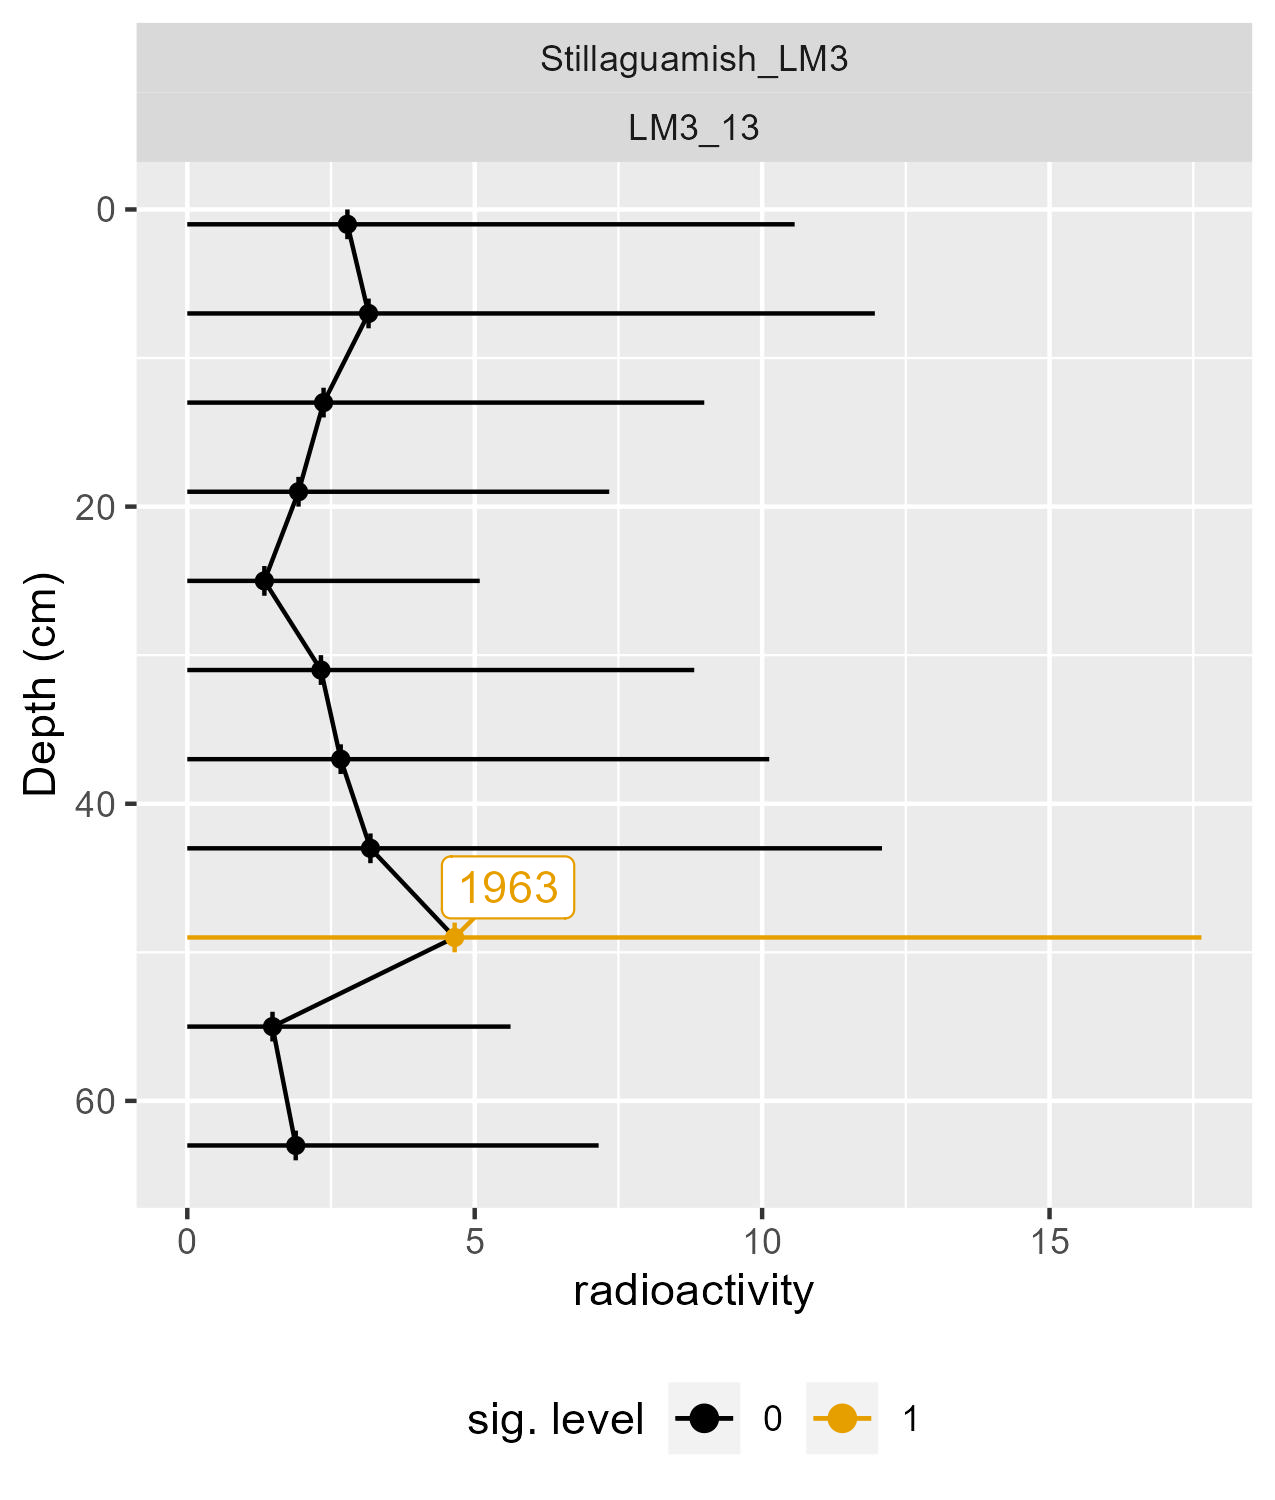 Stillaguamish_LM3
LM3_13
0
20
40
60
Depth (cm)
1963
0 5 10 15
radioactivity
sig. level 0 1